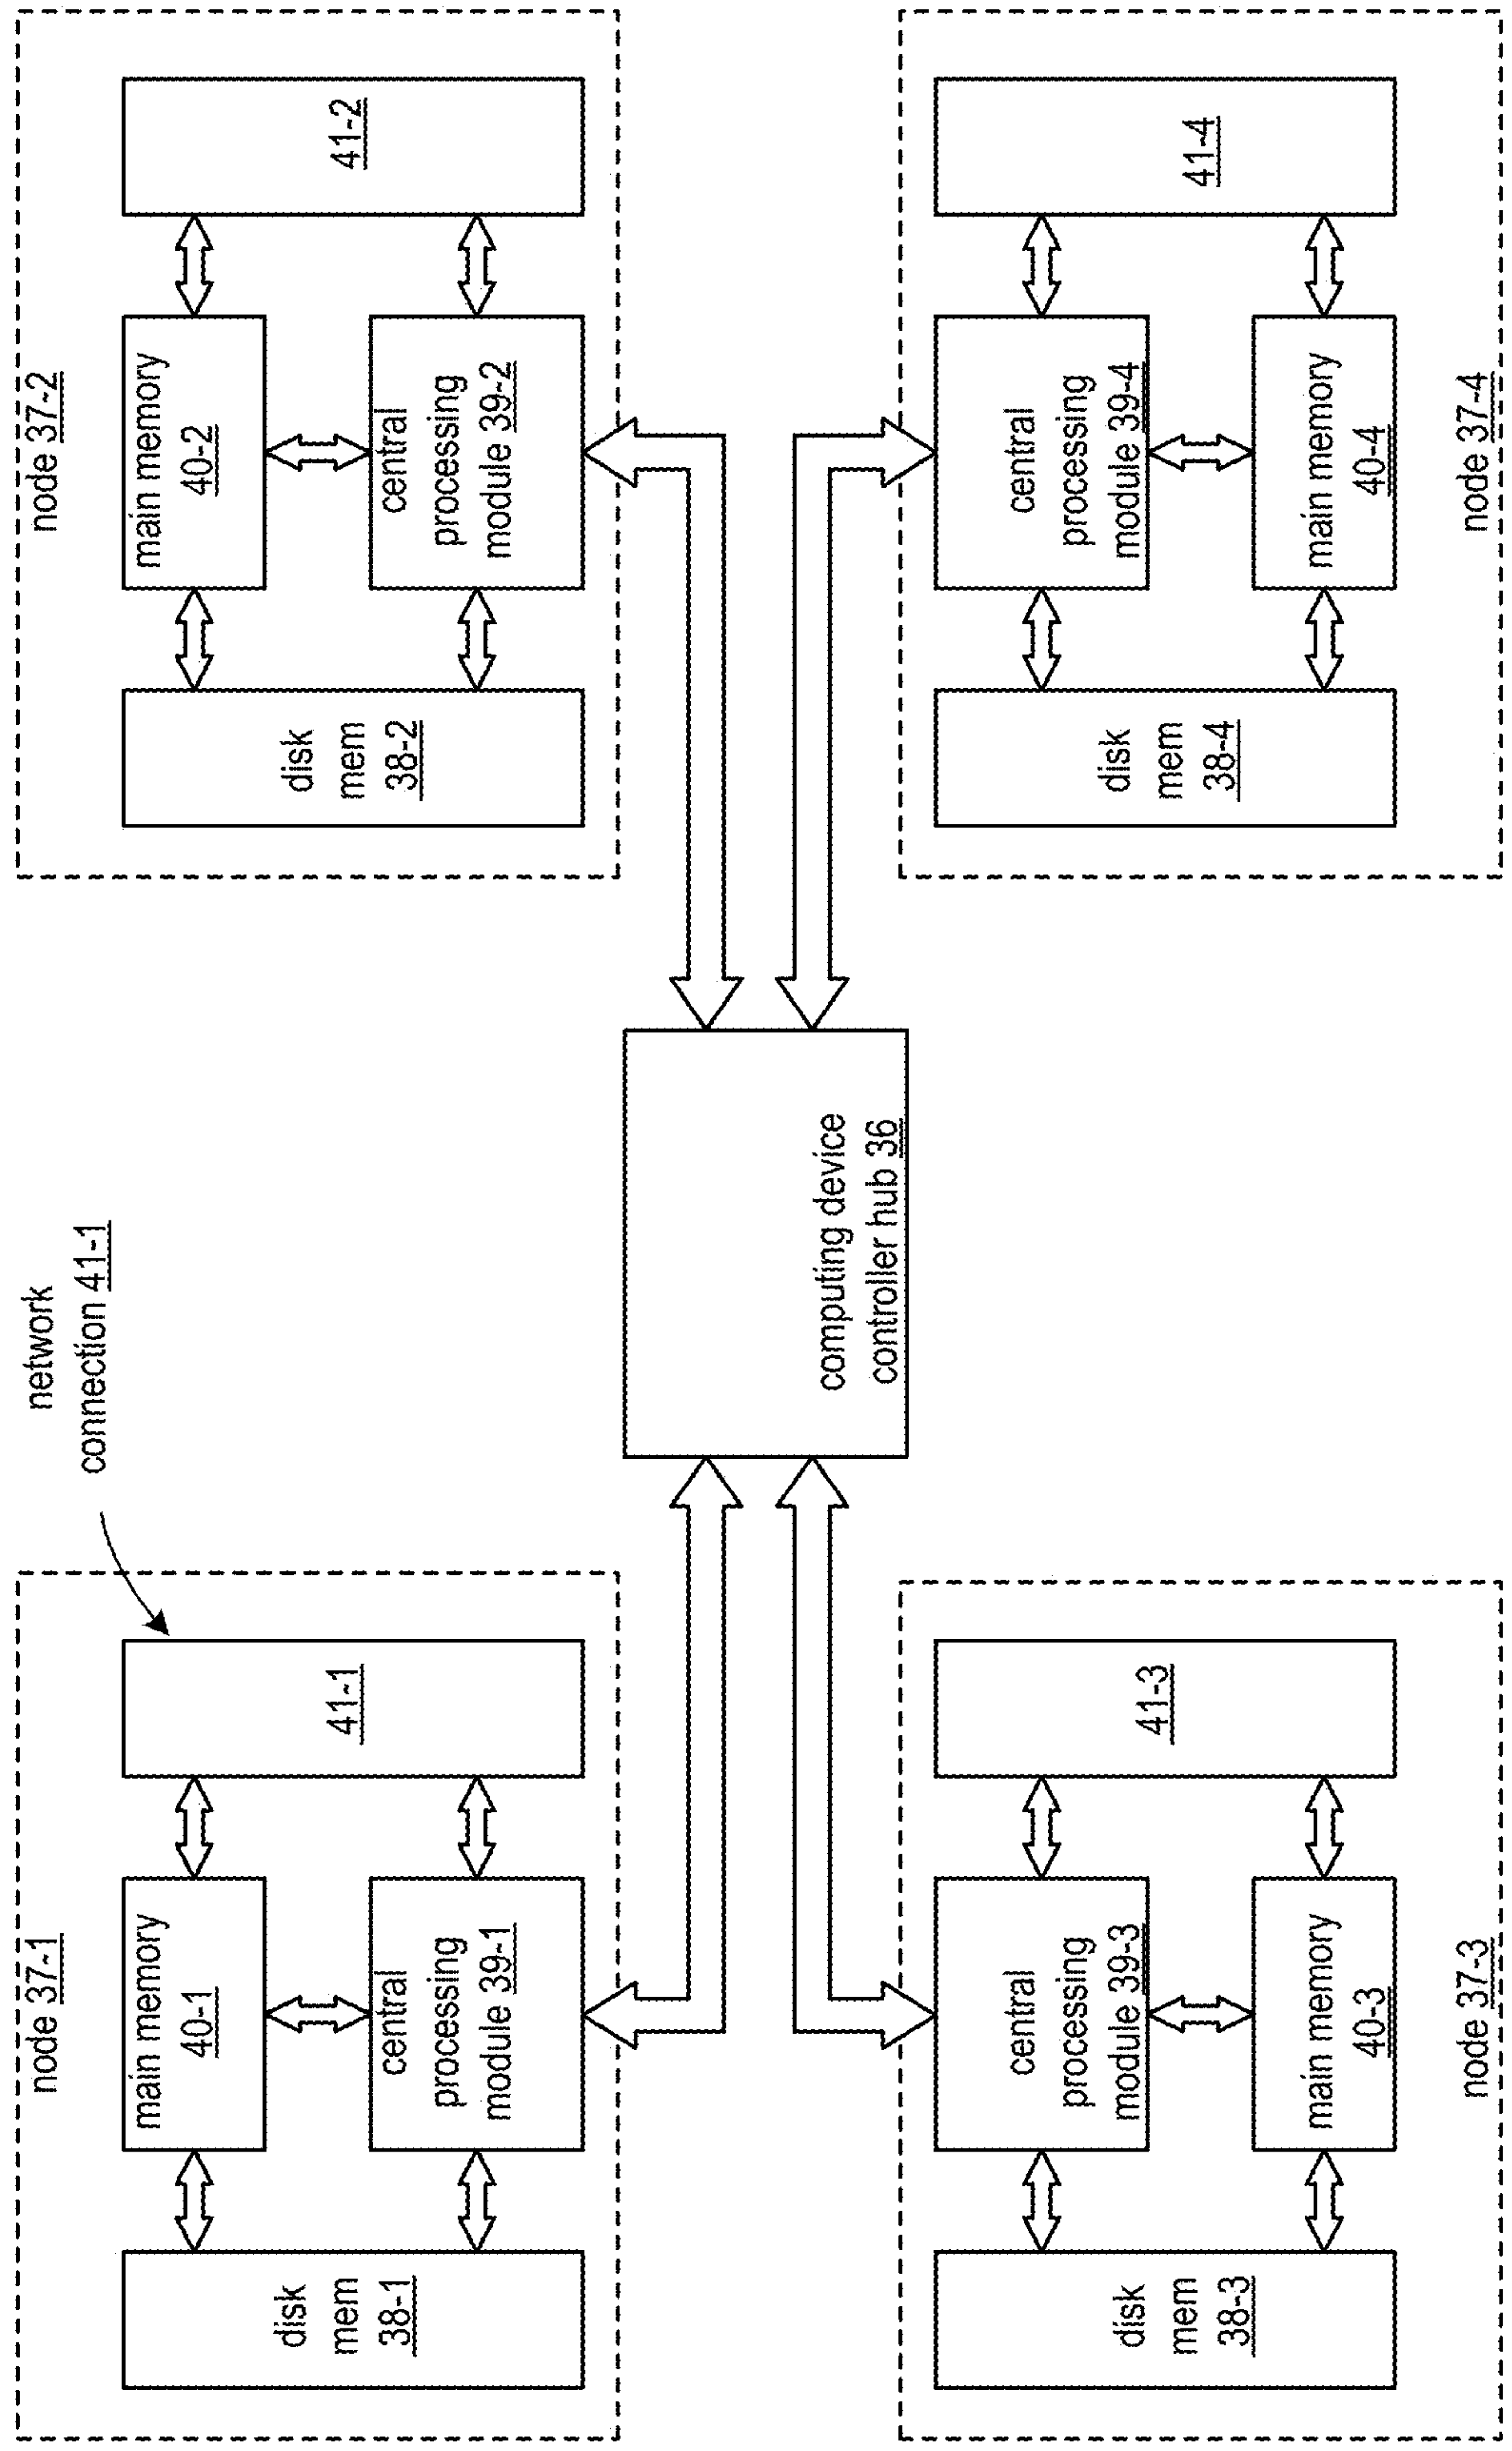 node 37-1
main memory
40-1
central
processing
module 39-1
disk
mem
38-1
41-1
network
connection 41-1
node 37-2
main memory
40-2
central
processing
module 39-2
disk
mem
38-2
41-2
computing device
controller hub 36
central
processing
module 39-3
main memory
40-3
disk
mem
38-3
41-3
node 37-3
central
processing
module 39-4
main memory
40-4
disk
mem
38-4
41-4
node 37-4